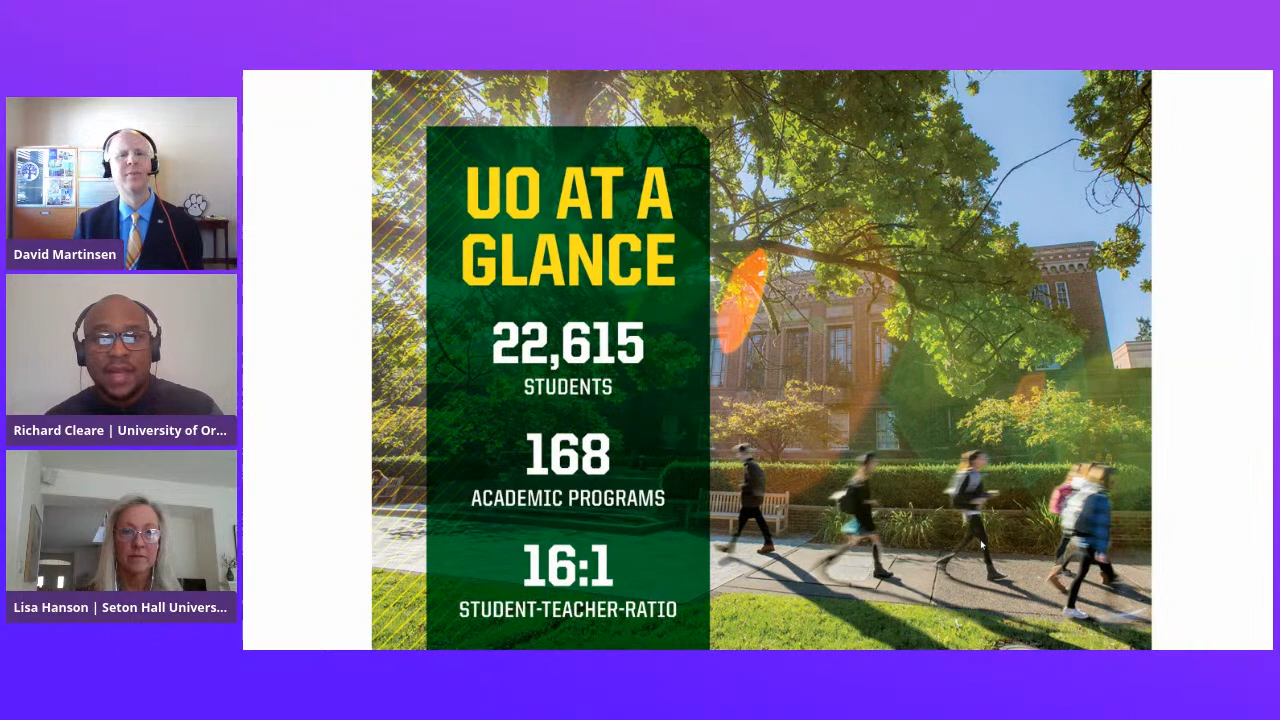 David Martinsen
Richard Cleare | University of Or...
Lisa Hanson | Seton Hall Univers...
UO AT A
GLANCE
22,615
STUDENTS
168
ACADEMIC PROGRAMS
16:1
STUDENT-TEACHER-RATIO